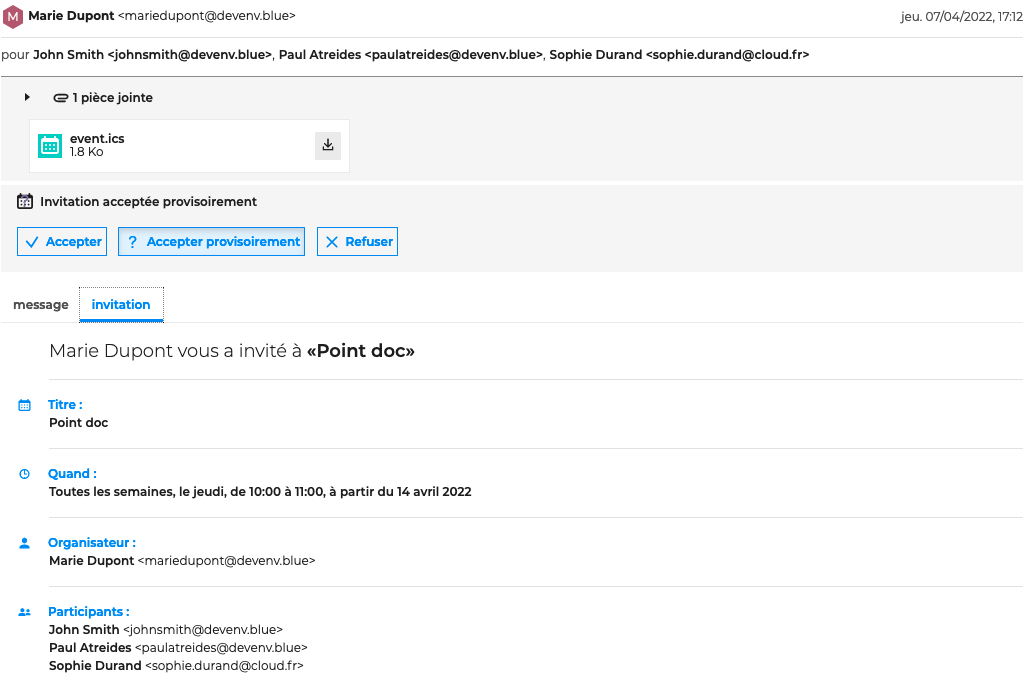 M Marie Dupont <mariedupont@devenv.blue> jeu. 07/04/2022, 17:12
pour John Smith <johnsmith@devenv.blue>, Paul Atreides <paulatreides@devenv.blue>, Sophie Durand <sophie.durand@cloud.fr>
1 pièce jointe
event.ics
1.8 Ko
Invitation acceptée provisoirement
Accepter ? Accepter provisoirement Refuser
message invitation
Marie Dupont vous a invité à «Point doc»
Titre :
Point doc
Quand :
Toutes les semaines, le jeudi, de 10:00 à 11:00, à partir du 14 avril 2022
Organisateur :
Marie Dupont <mariedupont@devenv.blue>
Participants :
John Smith <johnsmith@devenv.blue>
Paul Atreides <paulatreides@devenv.blue>
Sophie Durand <sophie.durand@cloud.fr>